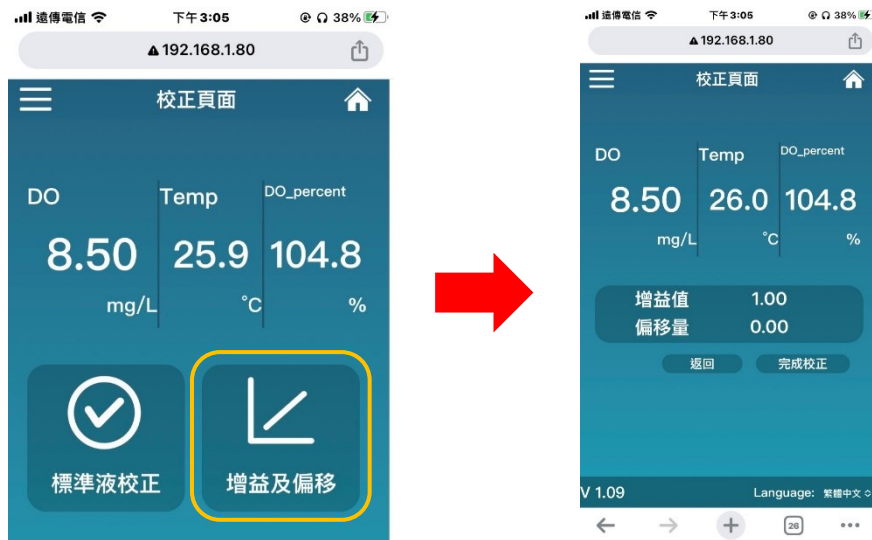 遠傳電信 下午3:05 38%
192.168.1.80
校正頁面
DO Temp DO_percent
8.50 25.9 104.8
mg/L °C %
標準液校正 增益及偏移
遠傳電信 下午3:05 38%
192.168.1.80
校正頁面
DO Temp DO_percent
8.50 26.0 104.8
mg/L °C %
增益值 1.00
偏移量 0.00
返回 完成校正
V 1.09 Language: 繁體中文
26